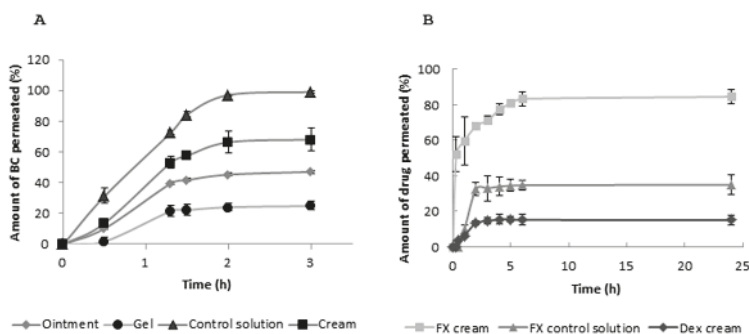 A
Amount of BC permeated (%)
120
100
80
60
40
20
0
0
1
2
3
Time (h)
Ointment
Gel
Control solution
Cream
B
Amount of drug permeated (%)
100
80
60
40
20
0
0
5
10
15
20
25
Time (h)
FX cream
FX control solution
Dex cream